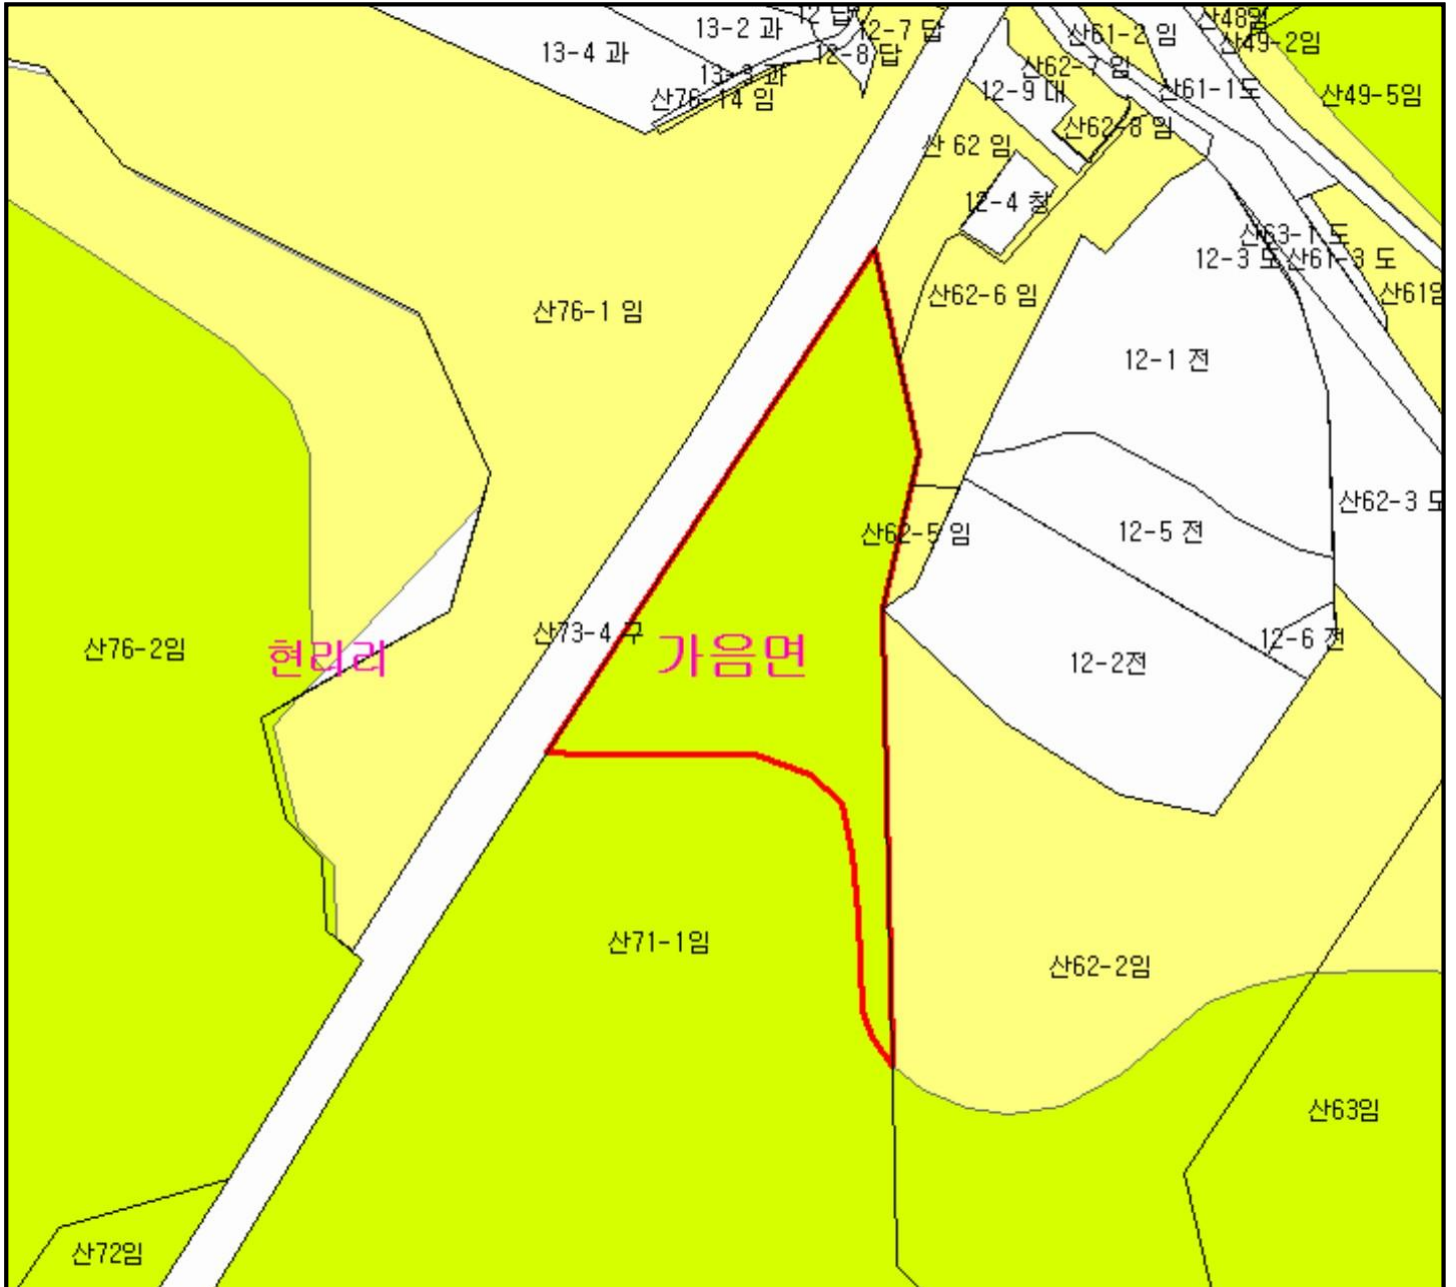 산48임
12 답
13-2 과
12-7 답
산61-2 임
산49-2임
13-4 과
12-8 답
산62-7 임
13-3 과
12-9 대
산61-1도
산49-5임
산76-14 임
산62-8 임
산 62 임
12-4 창
산63-1 도
12-3 도
산61-3 도
산62-6 임
산61임
산76-1 임
12-1 전
산62-3 도
12-5 전
산62-5 임
산73-4 구
12-6 전
산76-2임
현리리
가음면
12-2전
산71-1임
산62-2임
산63임
산72임